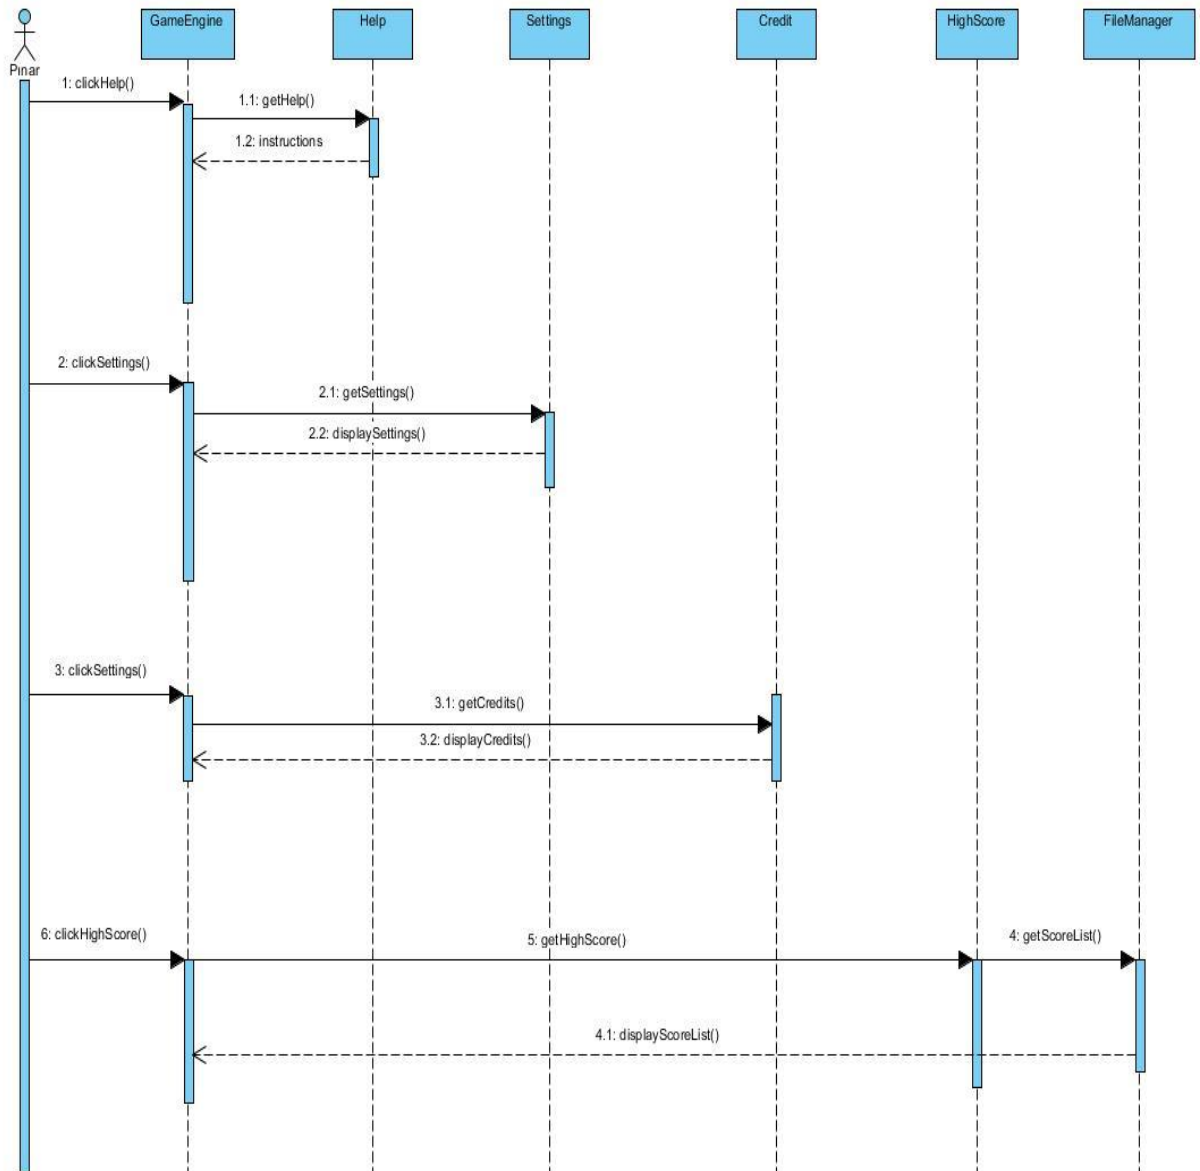 GameEngine
Help
Settings
Credit
HighScore
FileManager
Pınar
1: clickHelp()
1.1: getHelp()
1.2: instructions
2: clickSettings()
2.1: getSettings()
2.2: displaySettings()
3: clickSettings()
3.1: getCredits()
3.2: displayCredits()
6: clickHighScore()
5: getHighScore()
4: getScoreList()
4.1: displayScoreList()